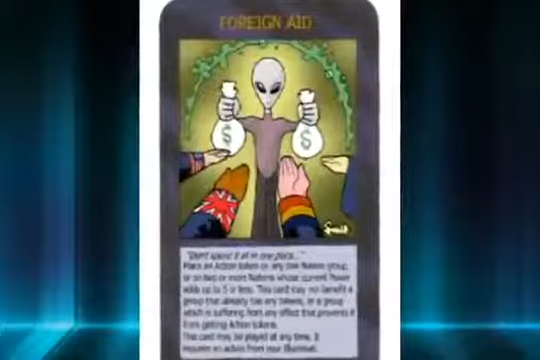 FOREIGN AID
$ $
"Don't spend it all in one place..."
Place an Action token on any one Nation group,
or on two or more Nations whose current Power
adds up to 5 or less. This card may not benefit a
group that already has any tokens, or a group
which is suffering from any effect that prevents it
from getting Action tokens.
This card may be played at any time. It
requires an action from your Illuminati.